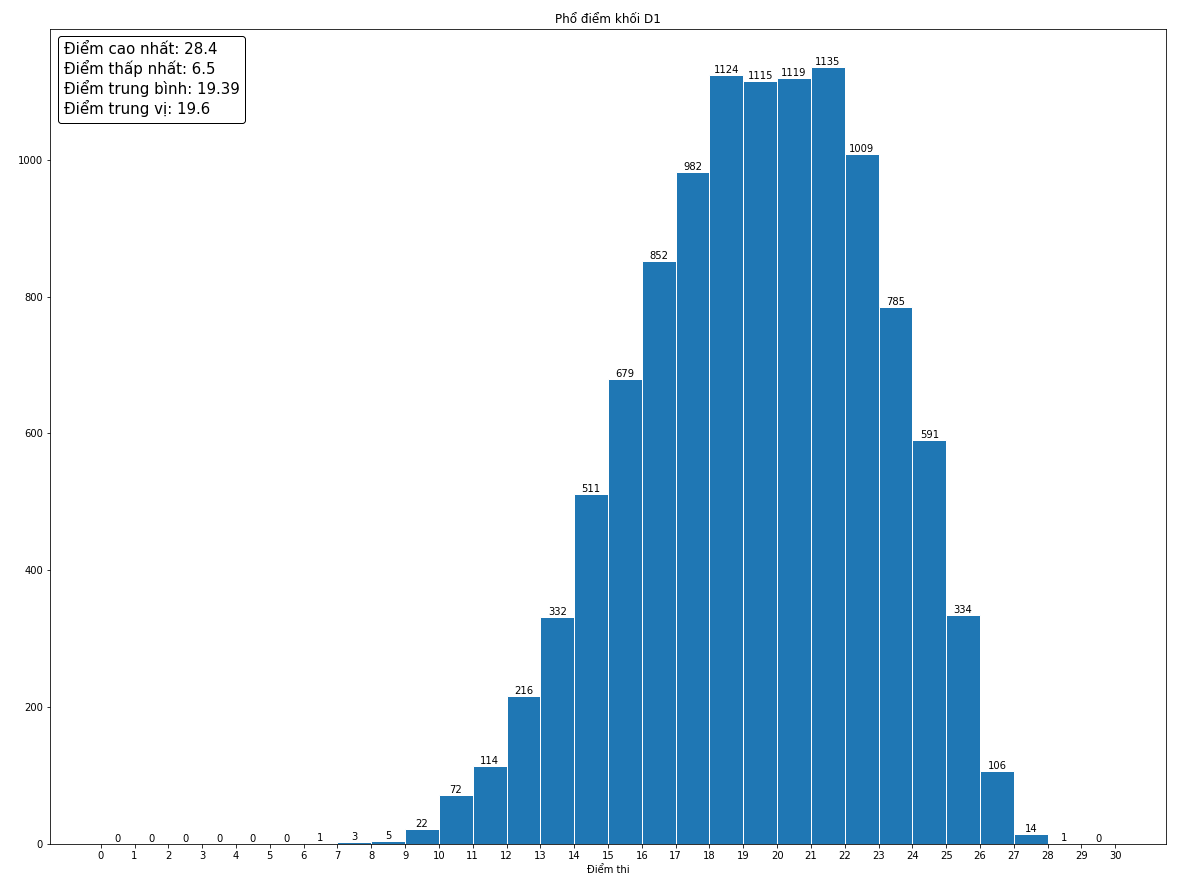 Phổ điểm khối D1
Điểm cao nhất: 28.4
Điểm thấp nhất: 6.5
Điểm trung bình: 19.39
Điểm trung vị: 19.6
1000
800
600
400
200
0
0 0 0 0 0 0 1 3 5 22 72 114 216 332 511 679 852 982 1124 1115 1119 1135 1009 785 591 334 106 14 1 0
0 1 2 3 4 5 6 7 8 9 10 11 12 13 14 15 16 17 18 19 20 21 22 23 24 25 26 27 28 29 30
Điểm thi